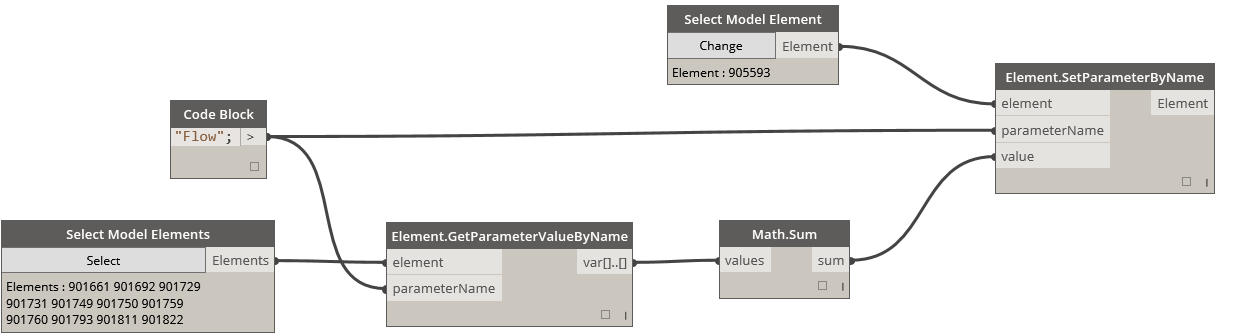 Select Model Element
Change Element
Element : 905593
Element.SetParameterByName
element Element
parameterName
value
Code Block
"Flow"; >
Select Model Elements
Select Elements
Elements : 901661 901692 901729
901731 901749 901750 901759
901760 901793 901811 901822
Element.GetParameterValueByName
element var[]..[]
parameterName
Math.Sum
values sum